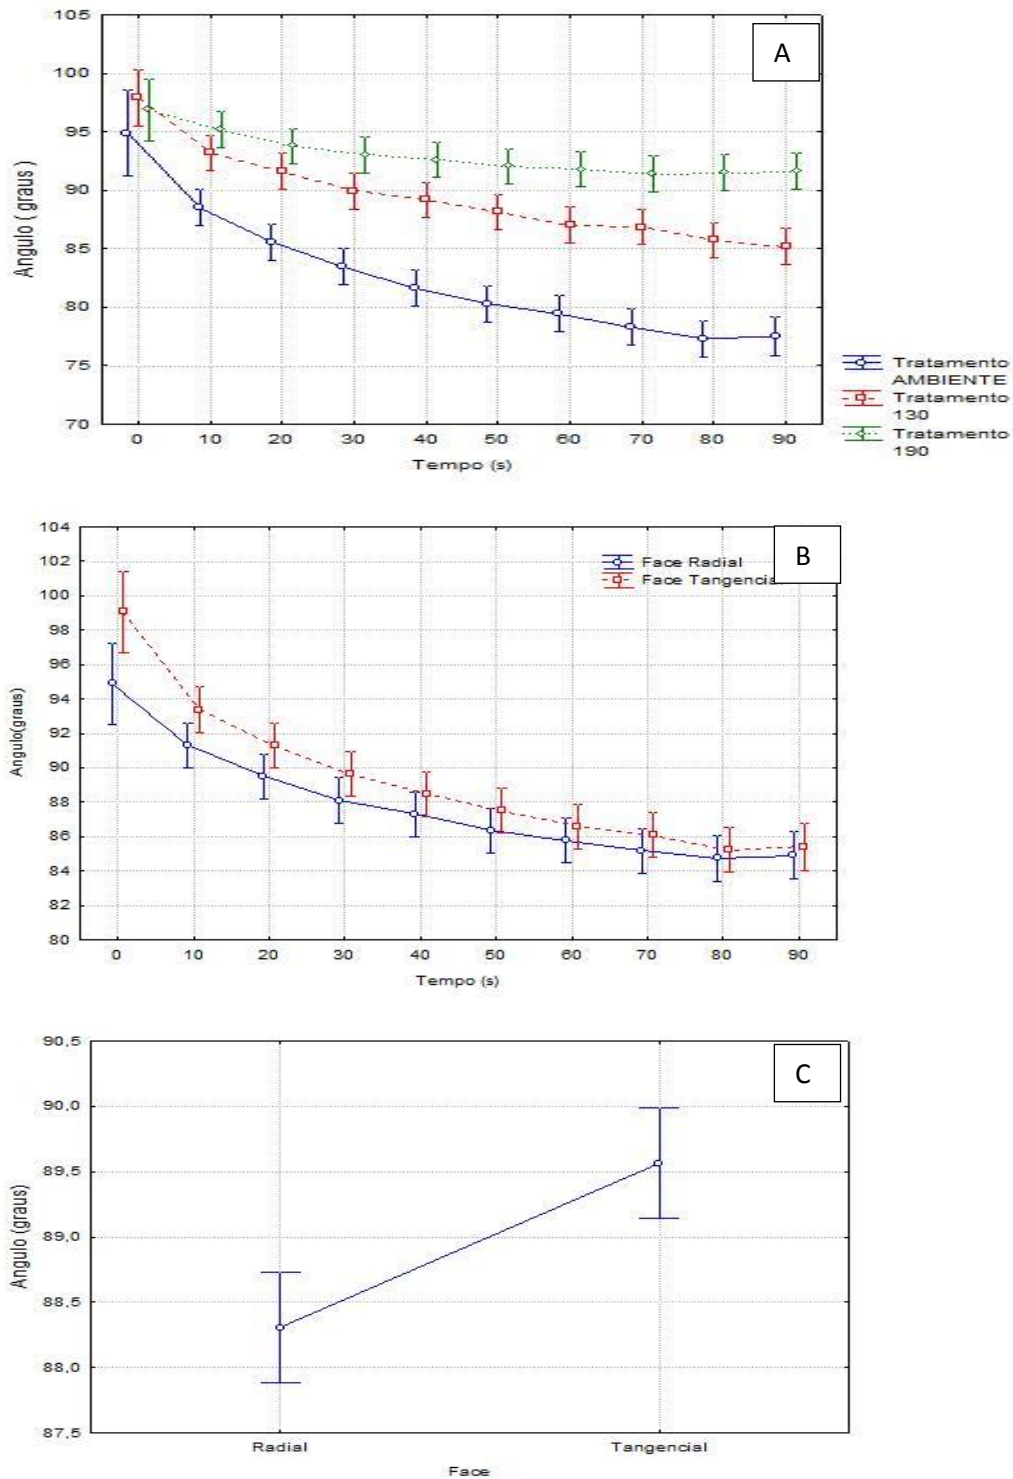 105
A
100
95
90
85
80
75
70
Angulo ( graus )
0 10 20 30 40 50 60 70 80 90
Tempo (s)
Tratamento
AMBIENTE
Tratamento
130
Tratamento
190
104
B
102
100
98
96
94
92
90
88
86
84
82
80
Angulo(graus)
Face Radial
Face Tangencial
0 10 20 30 40 50 60 70 80 90
Tempo (s)
90,5
C
90,0
89,5
89,0
88,5
88,0
87,5
Angulo (graus)
Radial Tangencial
Face